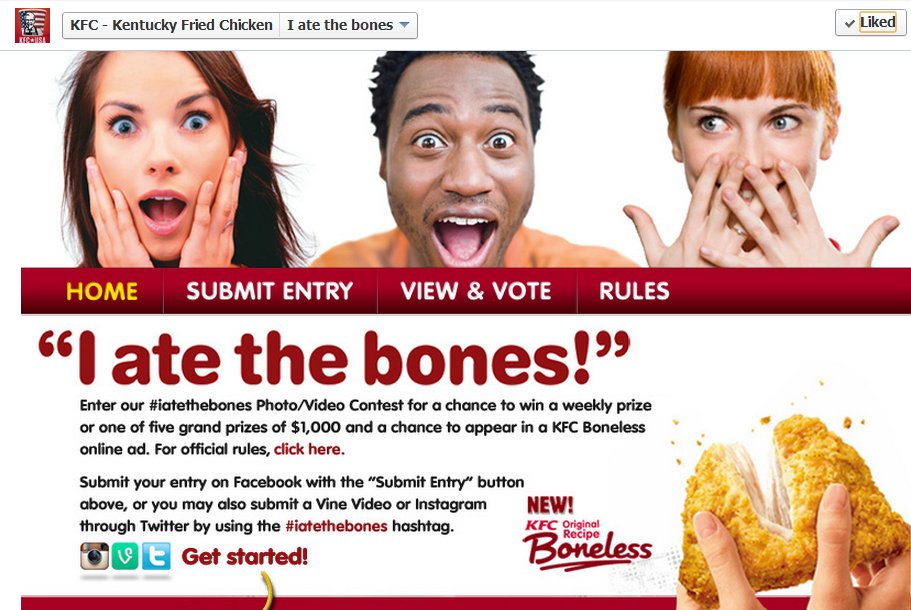 KFC - Kentucky Fried Chicken I ate the bones Liked
KFC★USA
HOME SUBMIT ENTRY VIEW & VOTE RULES
“I ate the bones!”
Enter our #iatethebones Photo/Video Contest for a chance to win a weekly prize
or one of five grand prizes of $1,000 and a chance to appear in a KFC Boneless
online ad. For official rules, click here.
Submit your entry on Facebook with the “Submit Entry” button
above, or you may also submit a Vine Video or Instagram
through Twitter by using the #iatethebones hashtag.
Get started!
NEW!
KFC Original
Recipe
Boneless